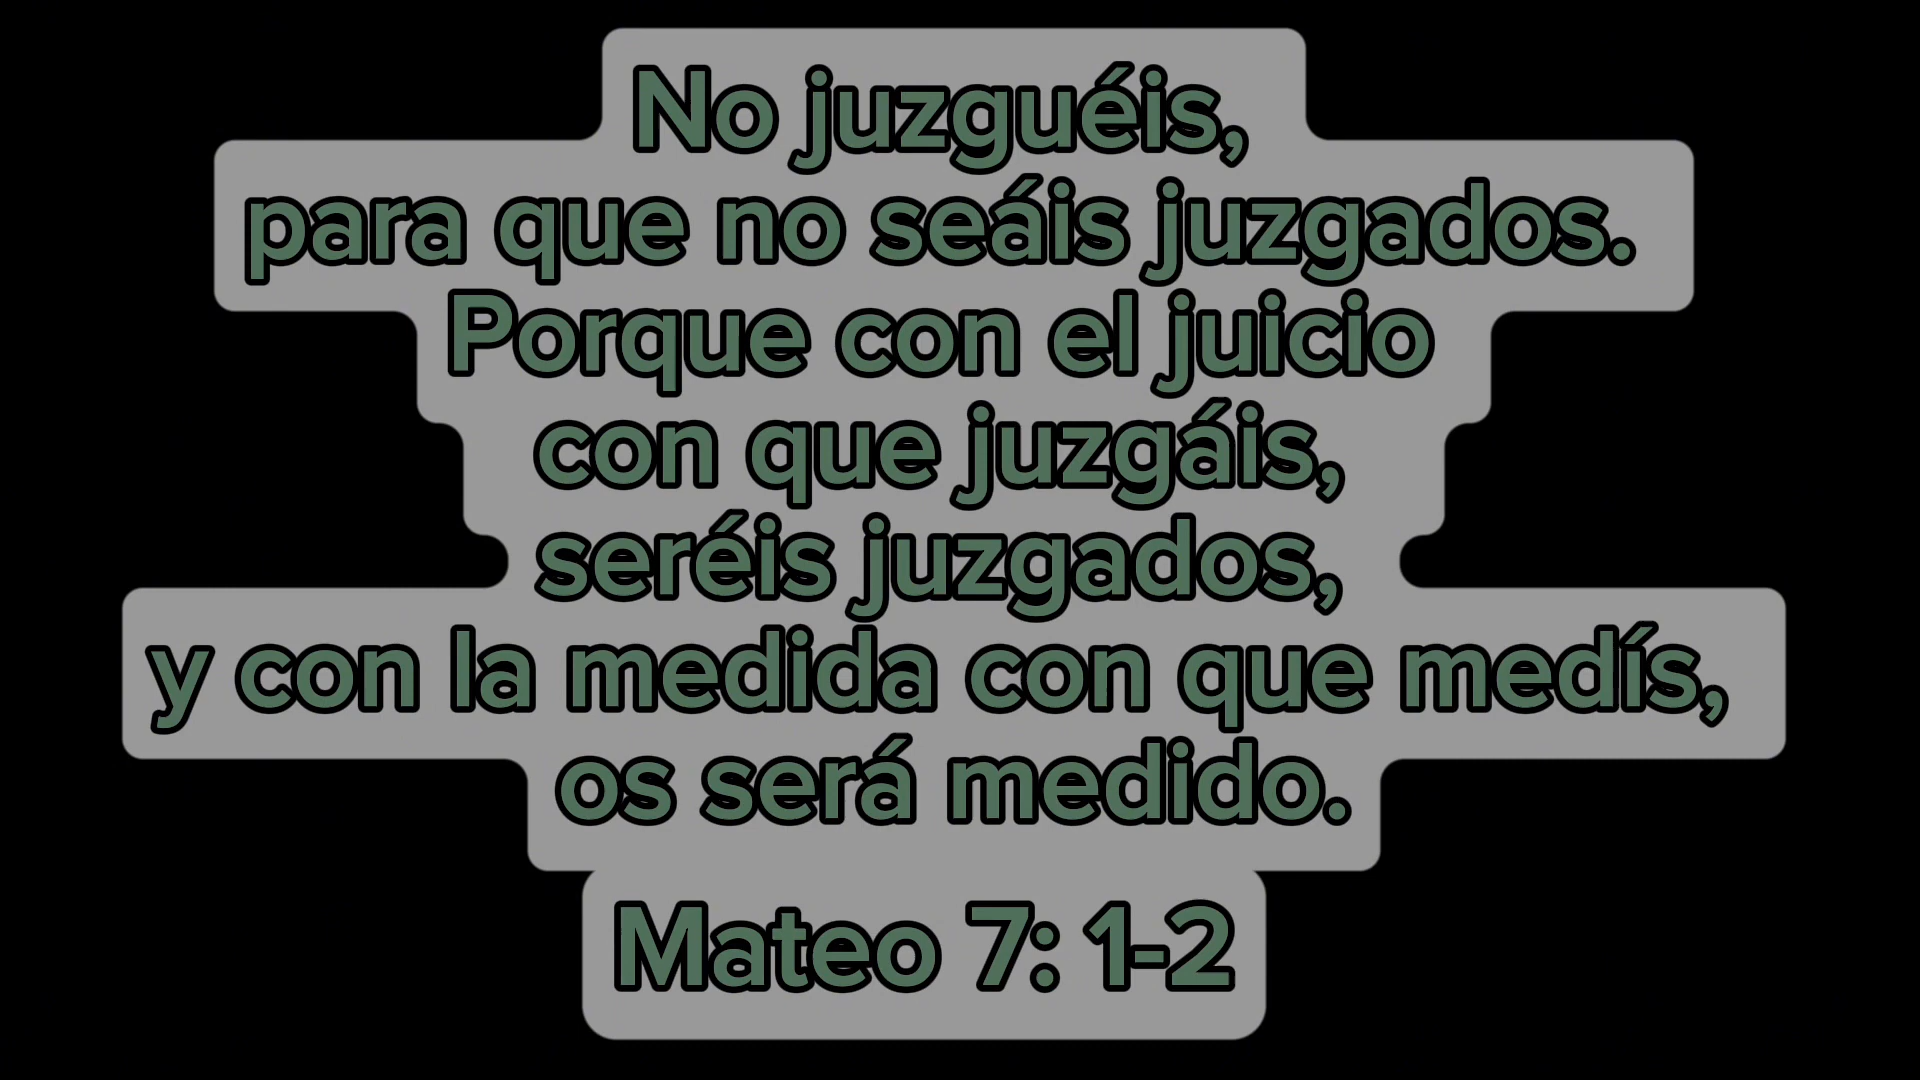 No juzguéis,
para que no seáis juzgados.
Porque con el juicio
con que juzgáis,
seréis juzgados,
y con la medida con que medís,
os será medido.
Mateo 7: 1-2